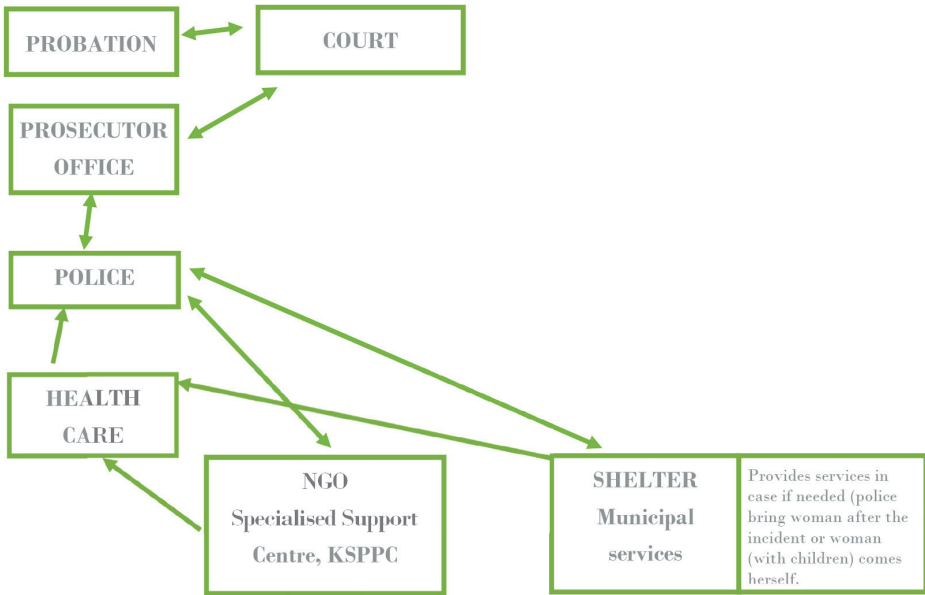 PROBATION
COURT
PROSECUTOR
OFFICE
POLICE
HEALTH
CARE
NGO
Specialised Support
Centre, KSPPC
SHELTER
Municipal
services
Provides services in
case if needed (police
bring woman after the
incident or woman
(with children) comes
herself.